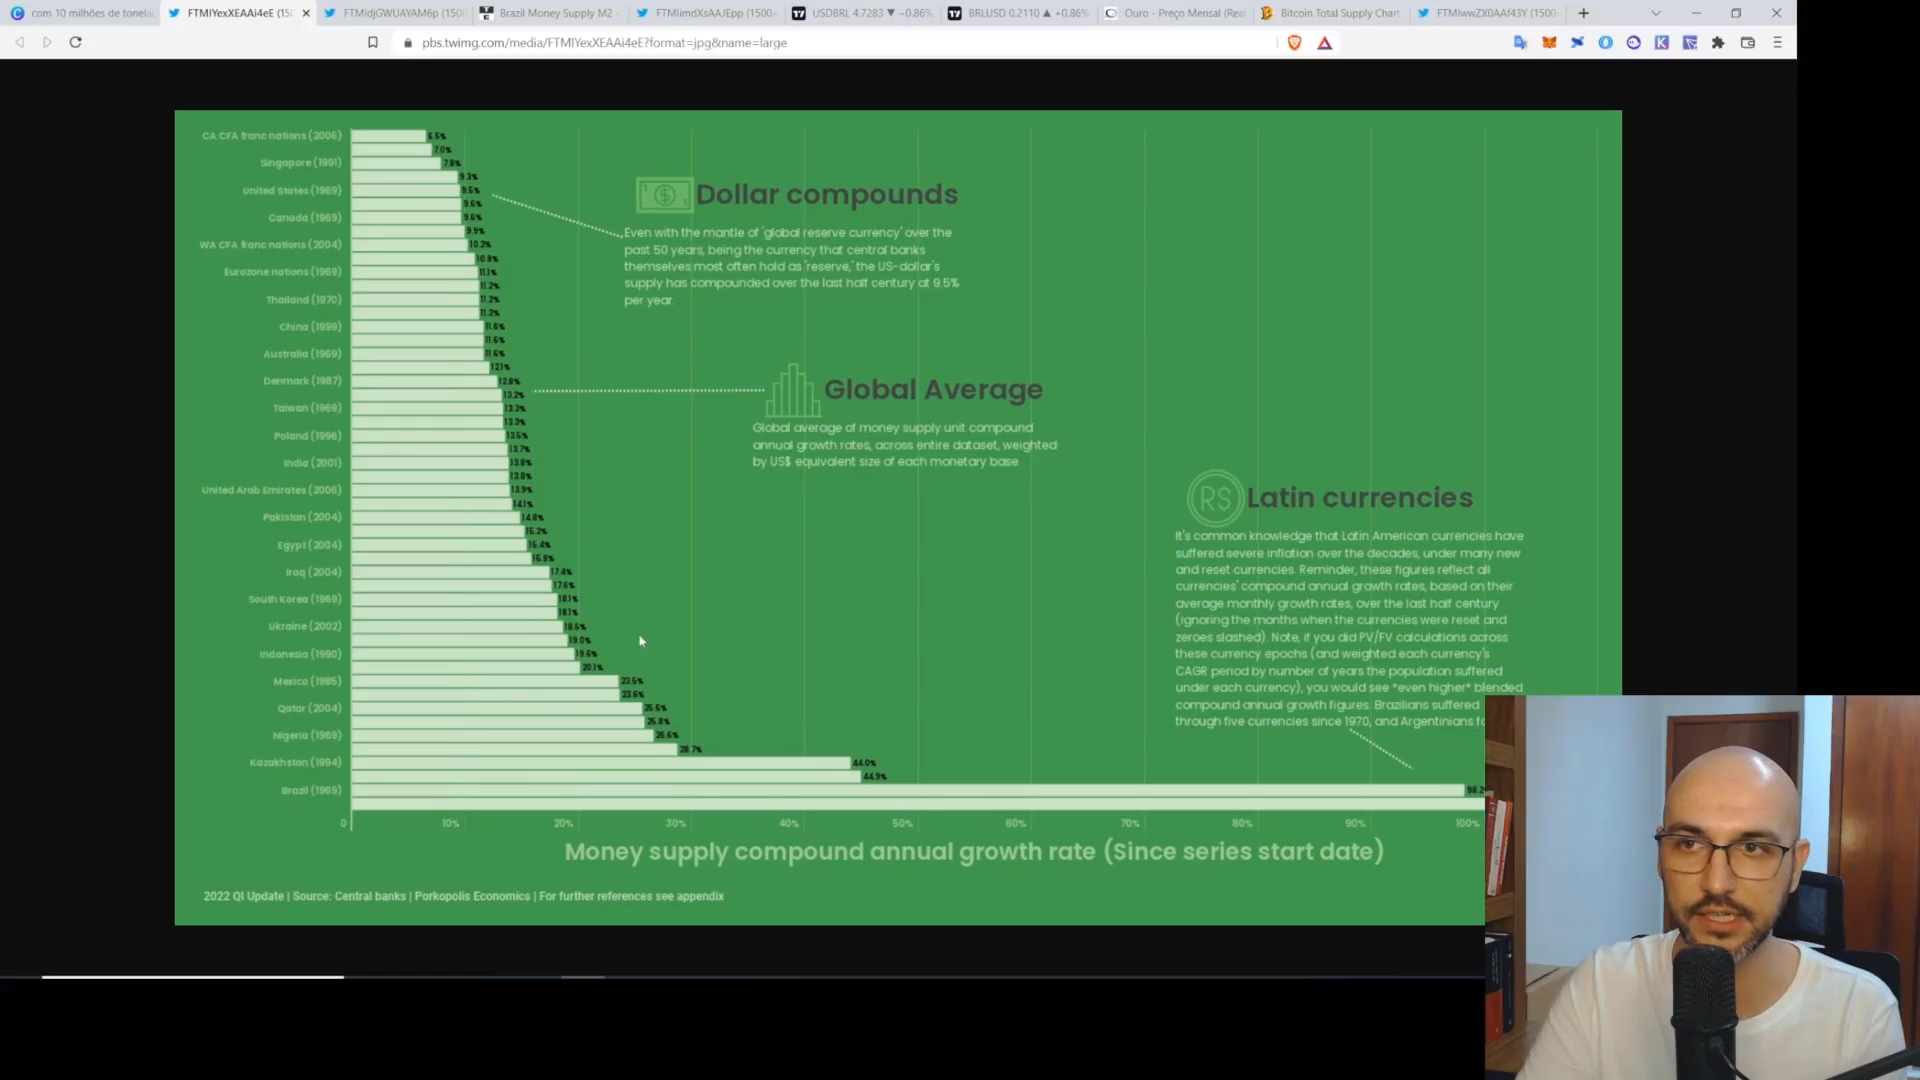 com 10 milhões de tonela
FTMIYexXEAAi4eE (150
FTMIdjGWUAYAM6p (150
Brazil Money Supply M2 -
FTMIimdXsAAJEpp (1500×
USDBRL 4.7283 ▼ −0.86%
BRLUSD 0.2110 ▲ +0.86%
Ouro - Preço Mensal (Real
Bitcoin Total Supply Chart
FTMIwwZX0AAf43Y (1500
pbs.twimg.com/media/FTMIYexXEAAi4eE?format=jpg&name=large
CA CFA franc nations (2006)
6.5%
7.0%
Singapore (1991)
7.8%
9.3%
United States (1969)
9.5%
9.6%
Canada (1969)
9.6%
9.9%
WA CFA franc nations (2004)
10.2%
10.8%
Eurozone nations (1969)
11.1%
11.2%
Thailand (1970)
11.2%
11.2%
China (1999)
11.6%
11.6%
Australia (1969)
11.6%
12.1%
Denmark (1987)
12.8%
13.2%
Taiwan (1969)
13.3%
13.3%
Poland (1996)
13.5%
13.7%
India (2001)
13.8%
13.8%
United Arab Emirates (2006)
13.9%
14.1%
Pakistan (2004)
14.8%
15.2%
Egypt (2004)
15.4%
15.8%
Iraq (2004)
17.4%
17.6%
South Korea (1969)
18.1%
18.1%
Ukraine (2002)
18.6%
19.0%
Indonesia (1990)
19.6%
20.1%
Mexico (1985)
23.5%
23.6%
Qatar (2004)
25.6%
25.8%
Nigeria (1969)
26.6%
28.7%
Kazakhstan (1994)
44.0%
44.9%
Brazil (1969)
98.2
Dollar compounds
Even with the mantle of 'global reserve currency' over the
past 50 years, being the currency that central banks
themselves most often hold as 'reserve,' the US-dollar's
supply has compounded over the last half century at 9.5%
per year.
Global Average
Global average of money supply unit compound
annual growth rates, across entire dataset, weighted
by US$ equivalent size of each monetary base.
R$ Latin currencies
It's common knowledge that Latin American currencies have
suffered severe inflation over the decades, under many new
and reset currencies. Reminder, these figures reflect all
currencies' compound annual growth rates, based on their
average monthly growth rates, over the last half century
(ignoring the months when the currencies were reset and
zeroes slashed). Note, if you did PV/FV calculations across
these currency epochs (and weighted each currency's
CAGR period by number of years the population suffered
under each currency), you would see *even higher* blended
compound annual growth figures. Brazilians suffered
through five currencies since 1970, and Argentinians fo
0 10% 20% 30% 40% 50% 60% 70% 80% 90% 100%
Money supply compound annual growth rate (Since series start date)
2022 Q1 Update | Source: Central banks | Porkopolis Economics | For further references see appendix